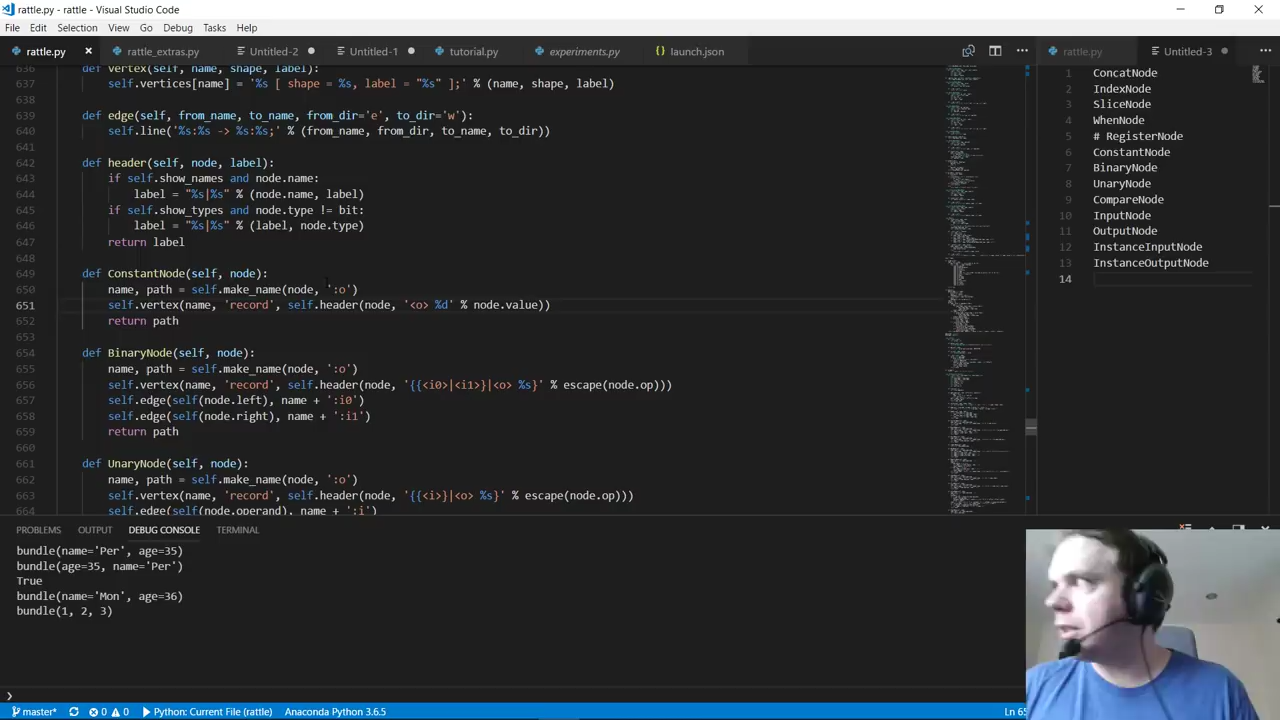 rattle.py - rattle - Visual Studio Code
File Edit Selection View Go Debug Tasks Help
rattle.py rattle_extras.py Untitled-2 Untitled-1 tutorial.py experiments.py launch.json
636 def vertex(self, name, shape, label):
637 self.line('%s [ shape = %s, label = "%s" ];' % (name, shape, label)
638
639 def edge(self, from_name, to_name, from_dir='e', to_dir='w'):
640 self.line('%s:%s -> %s:%s;' % (from_name, from_dir, to_name, to_dir))
641
642 def header(self, node, label):
643 if self.show_names and node.name:
644 label = "%s|%s" % (node.name, label)
645 if self.show_types and node.type != bit:
646 label = "%s|%s" % (label, node.type)
647 return label
648
649 def ConstantNode(self, node):
650 name, path = self.make_name(node, ':o')
651 self.vertex(name, 'record', self.header(node, '<o> %d' % node.value))
652 return path
653
654 def BinaryNode(self, node):
655 name, path = self.make_name(node, ':o')
656 self.vertex(name, 'record', self.header(node, '{{<i0>|<i1>}|<o> %s}' % escape(node.op)))
657 self.edge(self(node.left), name + ':i0')
658 self.edge(self(node.right), name + ':i1')
659 return path
660
661 def UnaryNode(self, node):
662 name, path = self.make_name(node, ':o')
663 self.vertex(name, 'record', self.header(node, '{{<i>}|<o> %s}' % escape(node.op)))
664 self.edge(self(node.operand), name + ':i')
rattle.py Untitled-3
1 ConcatNode
2 IndexNode
3 SliceNode
4 WhenNode
5 # RegisterNode
6 ConstantNode
7 BinaryNode
8 UnaryNode
9 CompareNode
10 InputNode
11 OutputNode
12 InstanceInputNode
13 InstanceOutputNode
14
PROBLEMS OUTPUT DEBUG CONSOLE TERMINAL
bundle(name='Per', age=35)
bundle(age=35, name='Per')
True
bundle(name='Mon', age=36)
bundle(1, 2, 3)
master* 0 0 Python: Current File (rattle) Anaconda Python 3.6.5 Ln 65